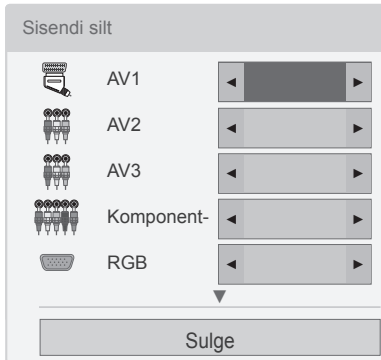 Sisendi silt
AV1
AV2
AV3
Komponent-
RGB
Sulge